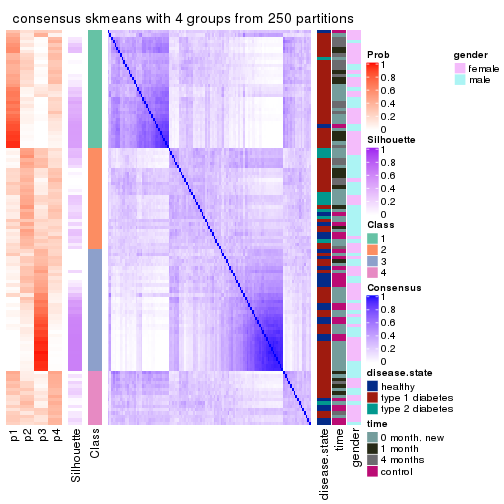 consensus skmeans with 4 groups from 250 partitions
Prob
1
0.8
0.6
0.4
0.2
0
gender
female
male
Silhouette
1
0.8
0.6
0.4
0.2
0
Class
1
2
3
4
Consensus
1
0.8
0.6
0.4
0.2
0
disease.state
healthy
type 1 diabetes
type 2 diabetes
time
0 month. new
1 month
4 months
control
p1
p2
p3
p4
Silhouette
Class
disease.state
time
gender